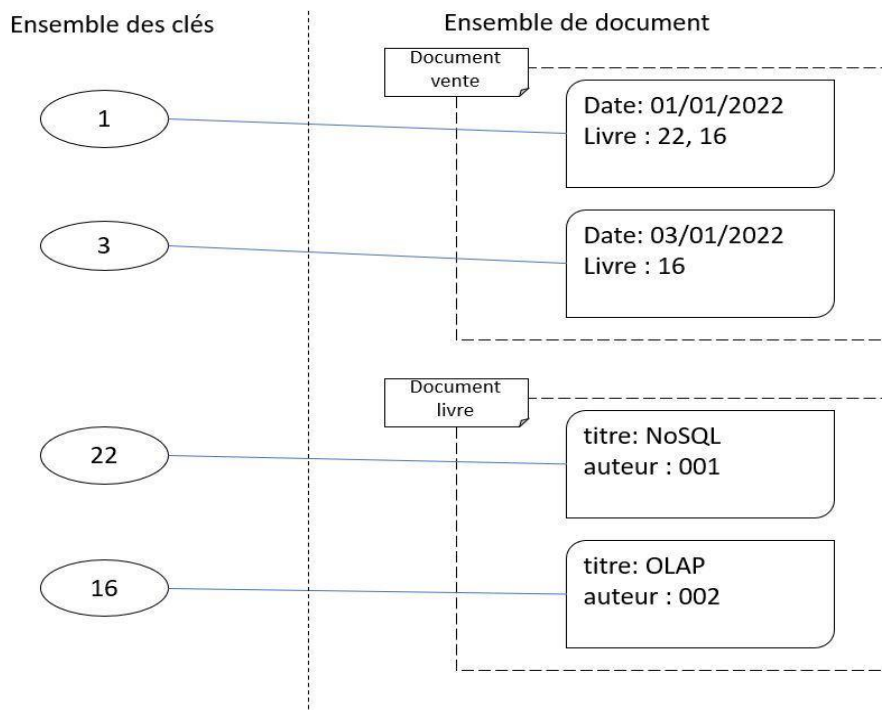 Ensemble des clés
Ensemble de document
Document
vente
1
Date: 01/01/2022
Livre : 22, 16
3
Date: 03/01/2022
Livre : 16
Document
livre
22
titre: NoSQL
auteur : 001
16
titre: OLAP
auteur : 002